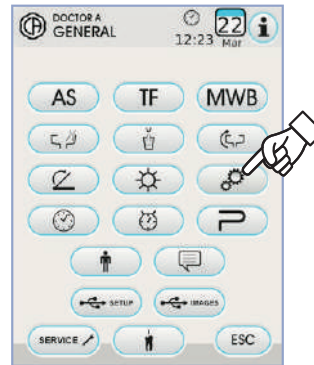 DOCTOR A
GENERAL
12:23
22
Mar
i
AS TF MWB
SETUP IMAGES
SERVICE ESC